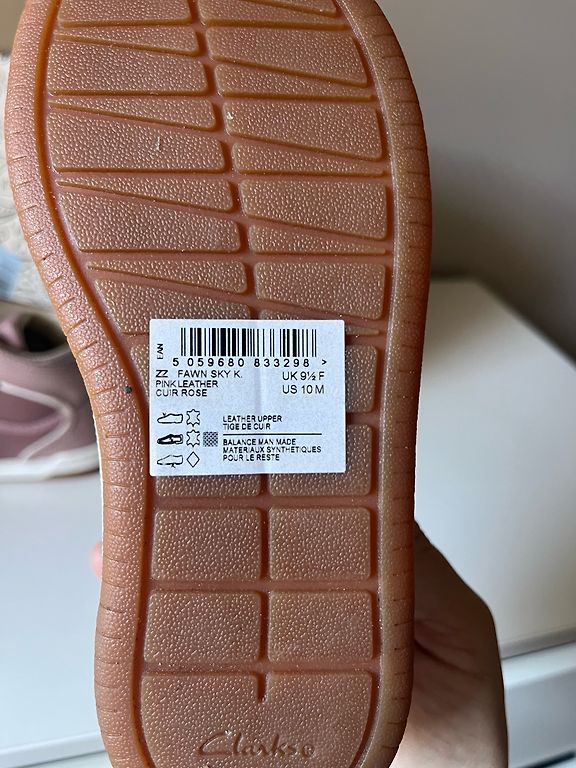 EAN
5 059680 833298 >
ZZ FAWN SKY K. UK 9½ F
PINK LEATHER US 10 M
CUIR ROSE
LEATHER UPPER
TIGE DE CUIR
BALANCE MAN MADE
MATERIAUX SYNTHETIQUES
POUR LE RESTE
Clarks